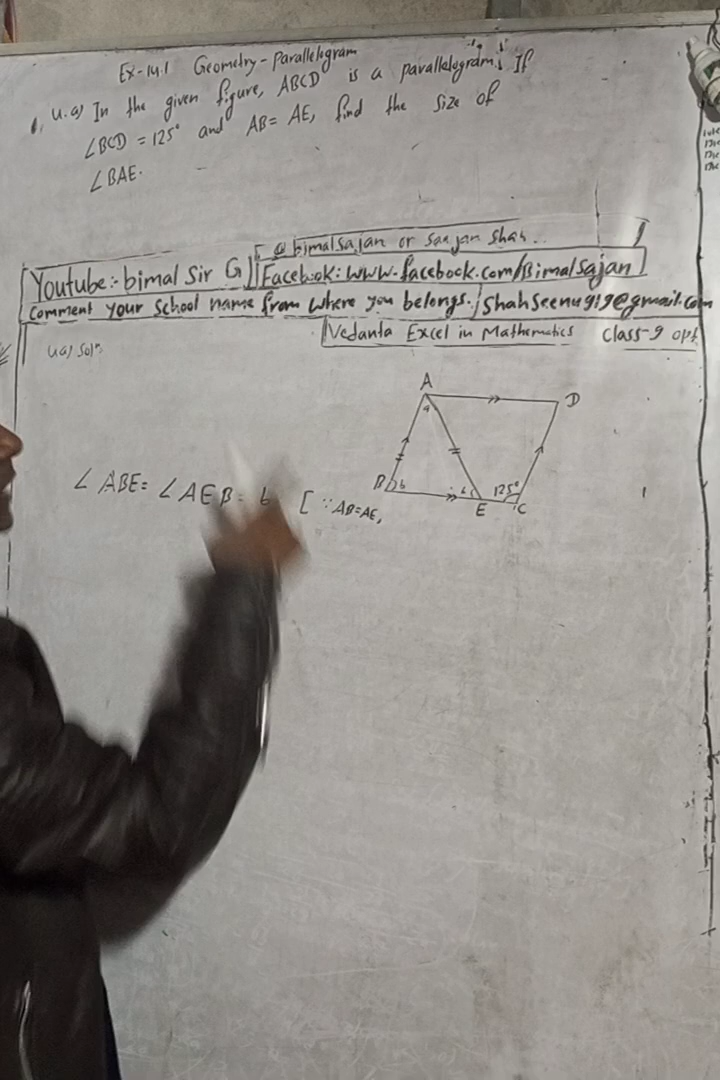 Ex-14.1 Geometry-Parallelogram
4.a) In the given figure, ABCD is a parallelogram. If
∠BCD = 125° and AB= AE, find the size of
∠BAE.
@bimalsajan or Sanjan Shah...
Youtube:- bimal Sir G
Facebook: www.facebook.com/Bimalsajan
Comment your School name from where you belongs.
Shahseenu919@gmail.com
Vedanta Excel in Mathematics Class-9 opt.
4a) Solⁿ:
A
D
a
∠ABE= ∠AEB= b [∵AB=AE,
B
b
b
125°
E
C